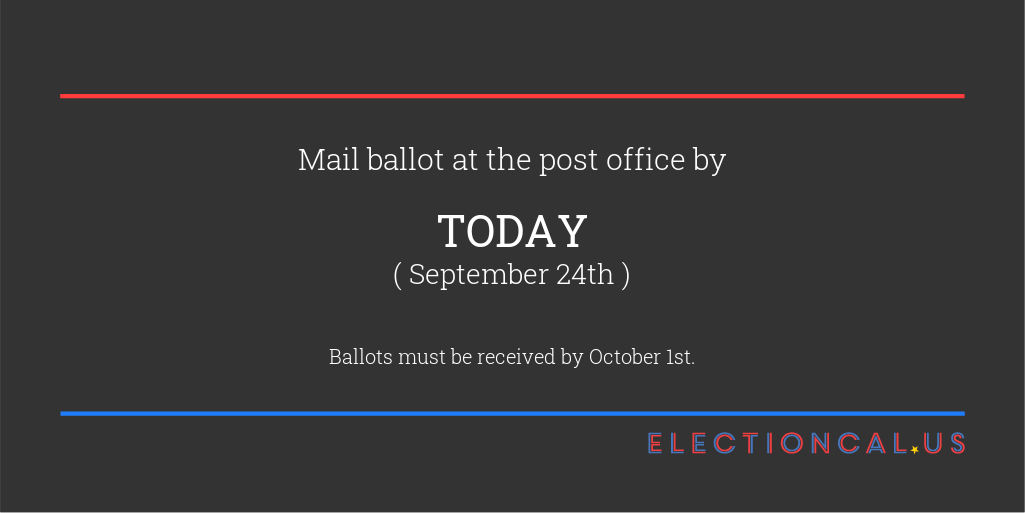 Mail ballot at the post office by
TODAY
( September 24th )
Ballots must be received by October 1st.
ELECTIONCAL.US